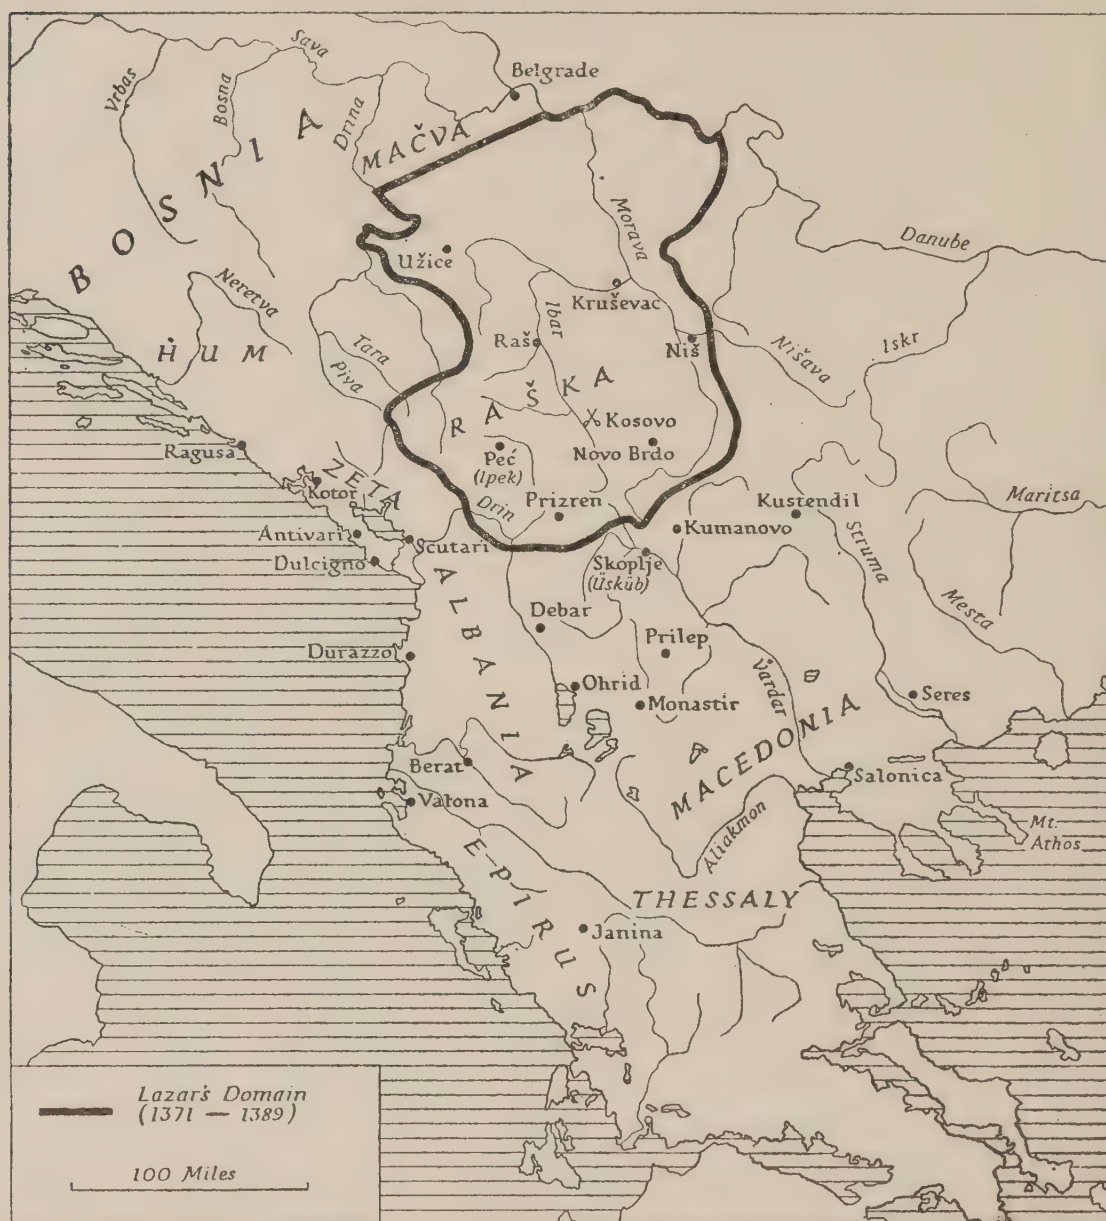 Sava
Belgrade
Vrbas
Bosna
Drina
MAČVA
BOSNIA
Morava
Danube
Užice
Neretva
Kruševac
Ibar
HUM
Raš
Niš
Nišava
Iskr
Tara
Piva
RAŠKA
Kosovo
Ragusa
Peć
(Ipek)
Novo Brdo
ZETA
Kotor
Drin
Prizren
Kustendil
Maritsa
Antivari
Scutari
Kumanovo
Struma
Dulcigno
Skoplje
(Üsküb)
ALBANIA
Debar
Mesta
Prilep
Durazzo
Vardar
Ohrid
Monastir
Seres
MACEDONIA
Berat
Salonica
Valona
Aliakmon
Mt.
Athos
EPIRUS
THESSALY
Janina
Lazar's Domain
(1371 — 1389)
100 Miles